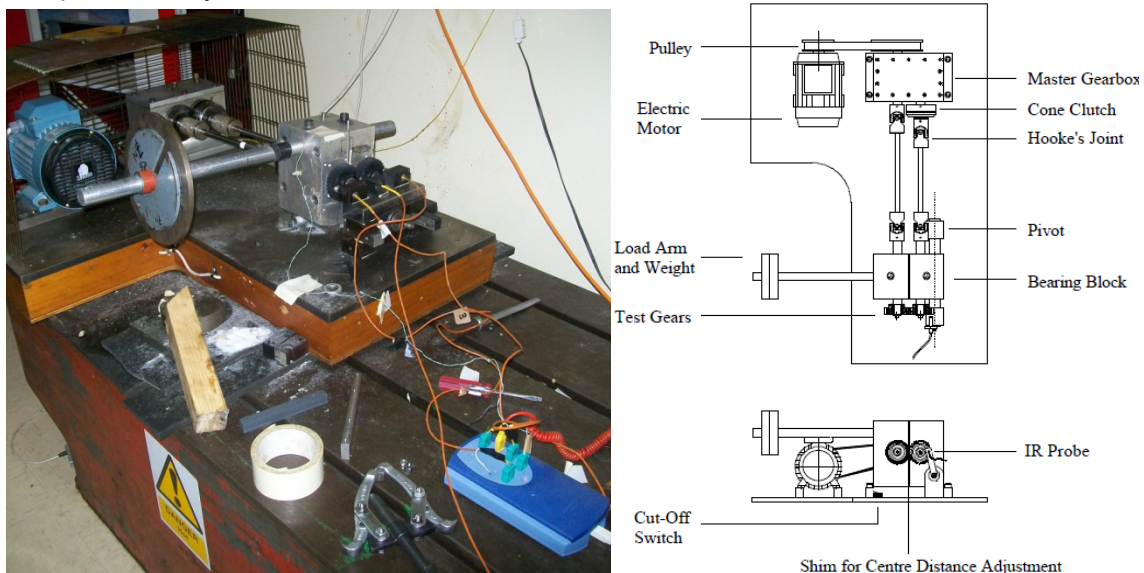 Pulley
Electric
Motor
Load Arm
and Weight
Test Gears
Master Gearbox
Cone Clutch
Hooke's Joint
Pivot
Bearing Block
IR Probe
Cut-Off
Switch
Shim for Centre Distance Adjustment
DANGER